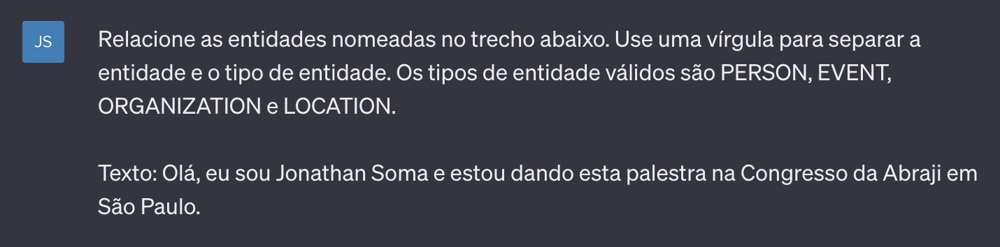 JS
Relacione as entidades nomeadas no trecho abaixo. Use uma vírgula para separar a
entidade e o tipo de entidade. Os tipos de entidade válidos são PERSON, EVENT,
ORGANIZATION e LOCATION.
Texto: Olá, eu sou Jonathan Soma e estou dando esta palestra na Congresso da Abraji em
São Paulo.